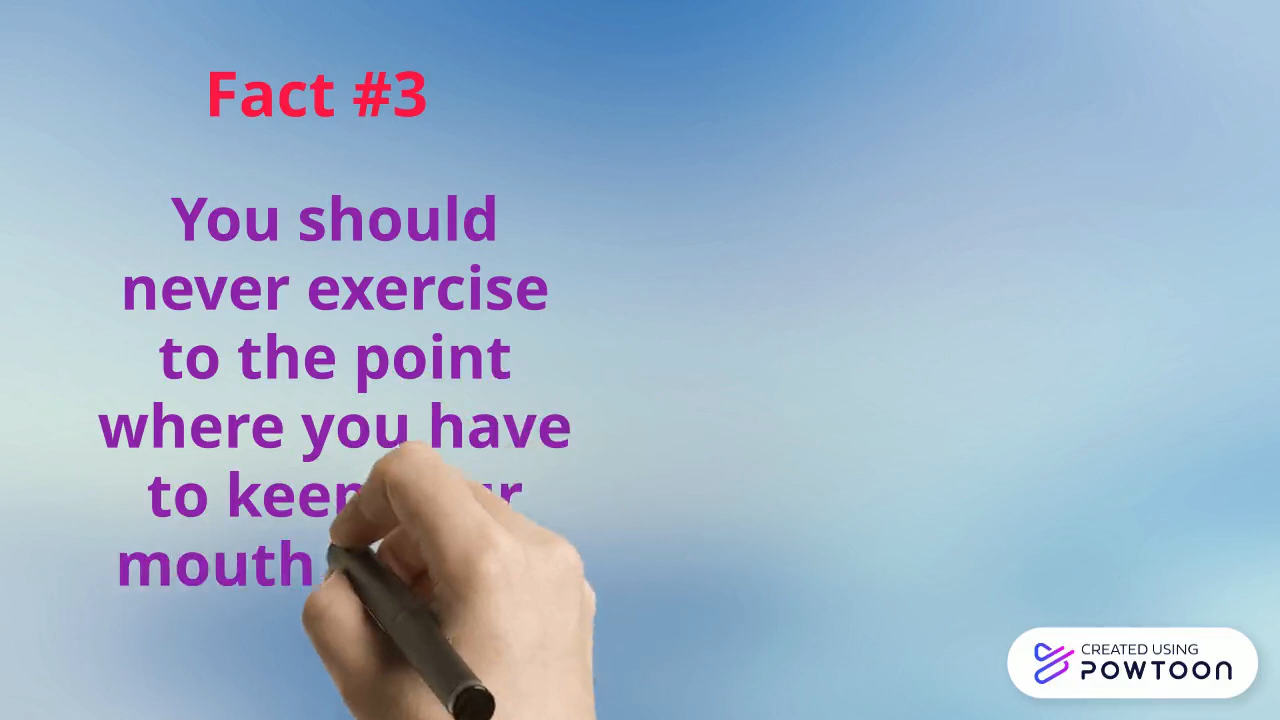 Fact #3
You should
never exercise
to the point
where you have
to keep
mouth
CREATED USING
POWTOON